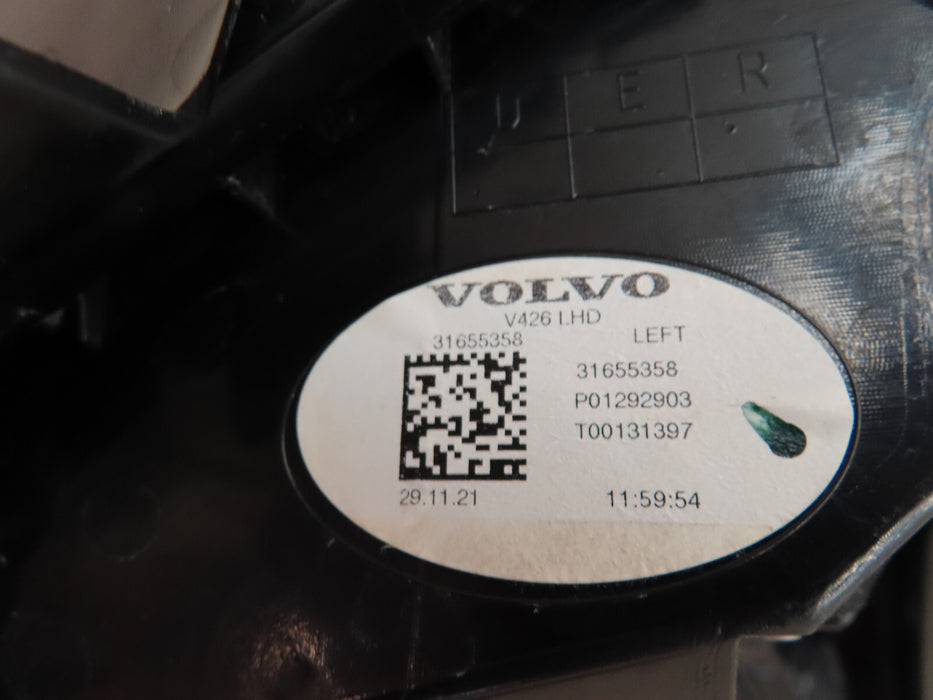 U E R
VOLVO
V426 LHD
31655358 LEFT
31655358
P01292903
T00131397
29.11.21 11:59:54